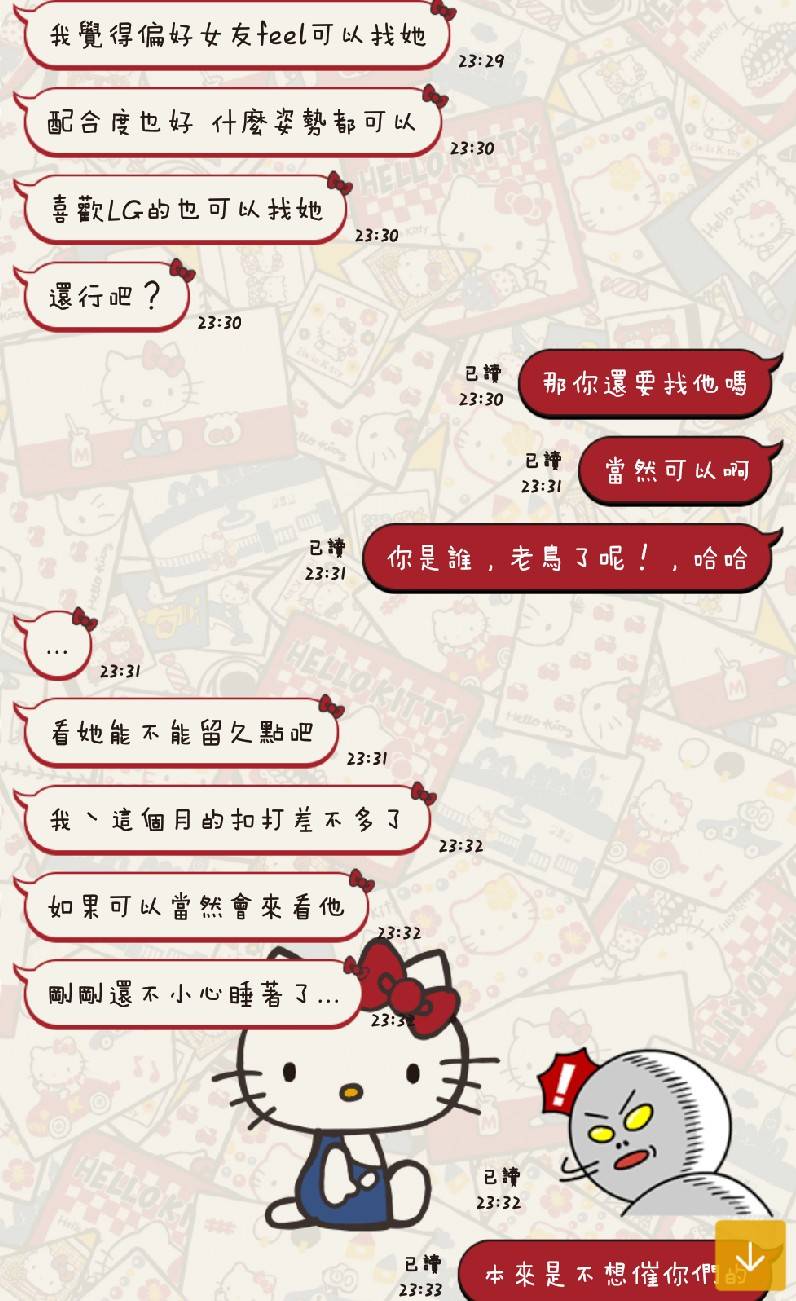 我覺得偏好女友feel可以找她
23:29
配合度也好 什麼姿勢都可以
23:30
喜歡LG的也可以找她
23:30
還行吧？
23:30
已讀
23:30
那你還要找他嗎
已讀
23:31
當然可以啊
已讀
23:31
你是誰，老鳥了呢！，哈哈
...
23:31
看她能不能留久點吧
23:31
我丶這個月的扣打差不多了
23:32
如果可以當然會來看他
23:32
剛剛還不小心睡著了...
23:32
已讀
23:32
已讀
23:33
本來是不想催你們的
HELLO KITTY
HELLO KITTY